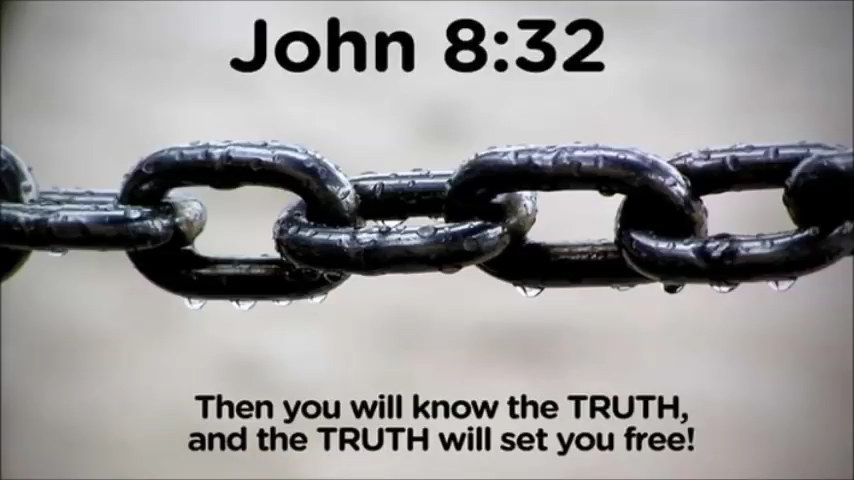 John 8:32
Then you will know the TRUTH,
and the TRUTH will set you free!